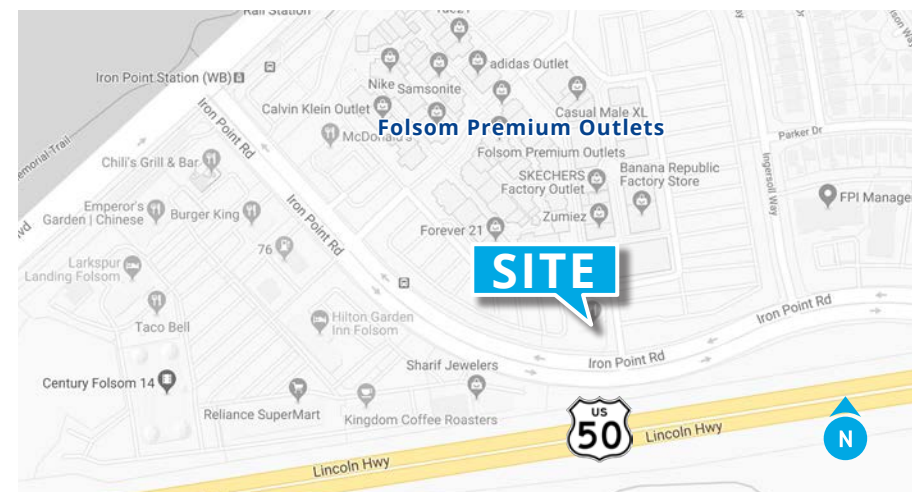 Rail Station
adidas Outlet
Nike
Samsonite
Iron Point Station (WB)
Calvin Klein Outlet
Casual Male XL
Iron Point Rd
McDonald's
Folsom Premium Outlets
Parker Dr
Folsom Premium Outlets
Chili's Grill & Bar
SKECHERS
Factory Outlet
Banana Republic
Factory Store
Ingersoll Way
FPI Manage
Emperor's
Garden | Chinese
Burger King
Iron Point Rd
Zumiez
Forever 21
76
SITE
Larkspur
Landing Folsom
Taco Bell
Hilton Garden
Inn Folsom
Iron Point Rd
Iron Point Rd
Sharif Jewelers
Century Folsom 14
Reliance SuperMart
Kingdom Coffee Roasters
US
50
Lincoln Hwy
N
Lincoln Hwy